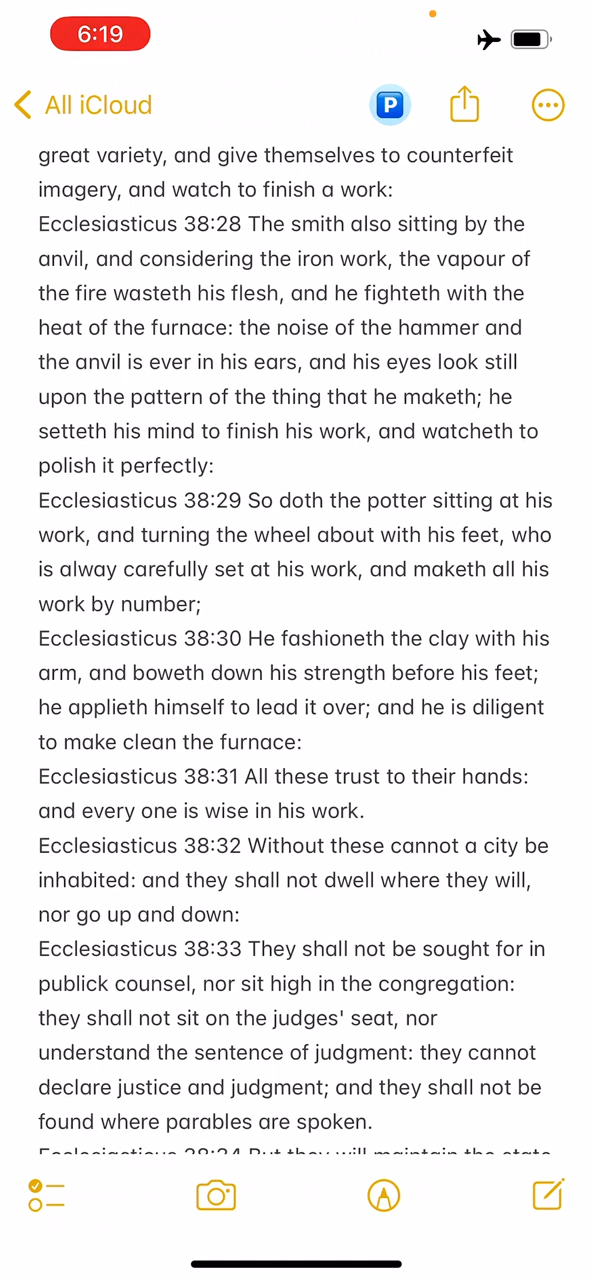 6:19
All iCloud
P
great variety, and give themselves to counterfeit
imagery, and watch to finish a work:
Ecclesiasticus 38:28 The smith also sitting by the
anvil, and considering the iron work, the vapour of
the fire wasteth his flesh, and he fighteth with the
heat of the furnace: the noise of the hammer and
the anvil is ever in his ears, and his eyes look still
upon the pattern of the thing that he maketh; he
setteth his mind to finish his work, and watcheth to
polish it perfectly:
Ecclesiasticus 38:29 So doth the potter sitting at his
work, and turning the wheel about with his feet, who
is alway carefully set at his work, and maketh all his
work by number;
Ecclesiasticus 38:30 He fashioneth the clay with his
arm, and boweth down his strength before his feet;
he applieth himself to lead it over; and he is diligent
to make clean the furnace:
Ecclesiasticus 38:31 All these trust to their hands:
and every one is wise in his work.
Ecclesiasticus 38:32 Without these cannot a city be
inhabited: and they shall not dwell where they will,
nor go up and down:
Ecclesiasticus 38:33 They shall not be sought for in
publick counsel, nor sit high in the congregation:
they shall not sit on the judges' seat, nor
understand the sentence of judgment: they cannot
declare justice and judgment; and they shall not be
found where parables are spoken.
Ecclesiasticus 38:34 But they will maintain the state